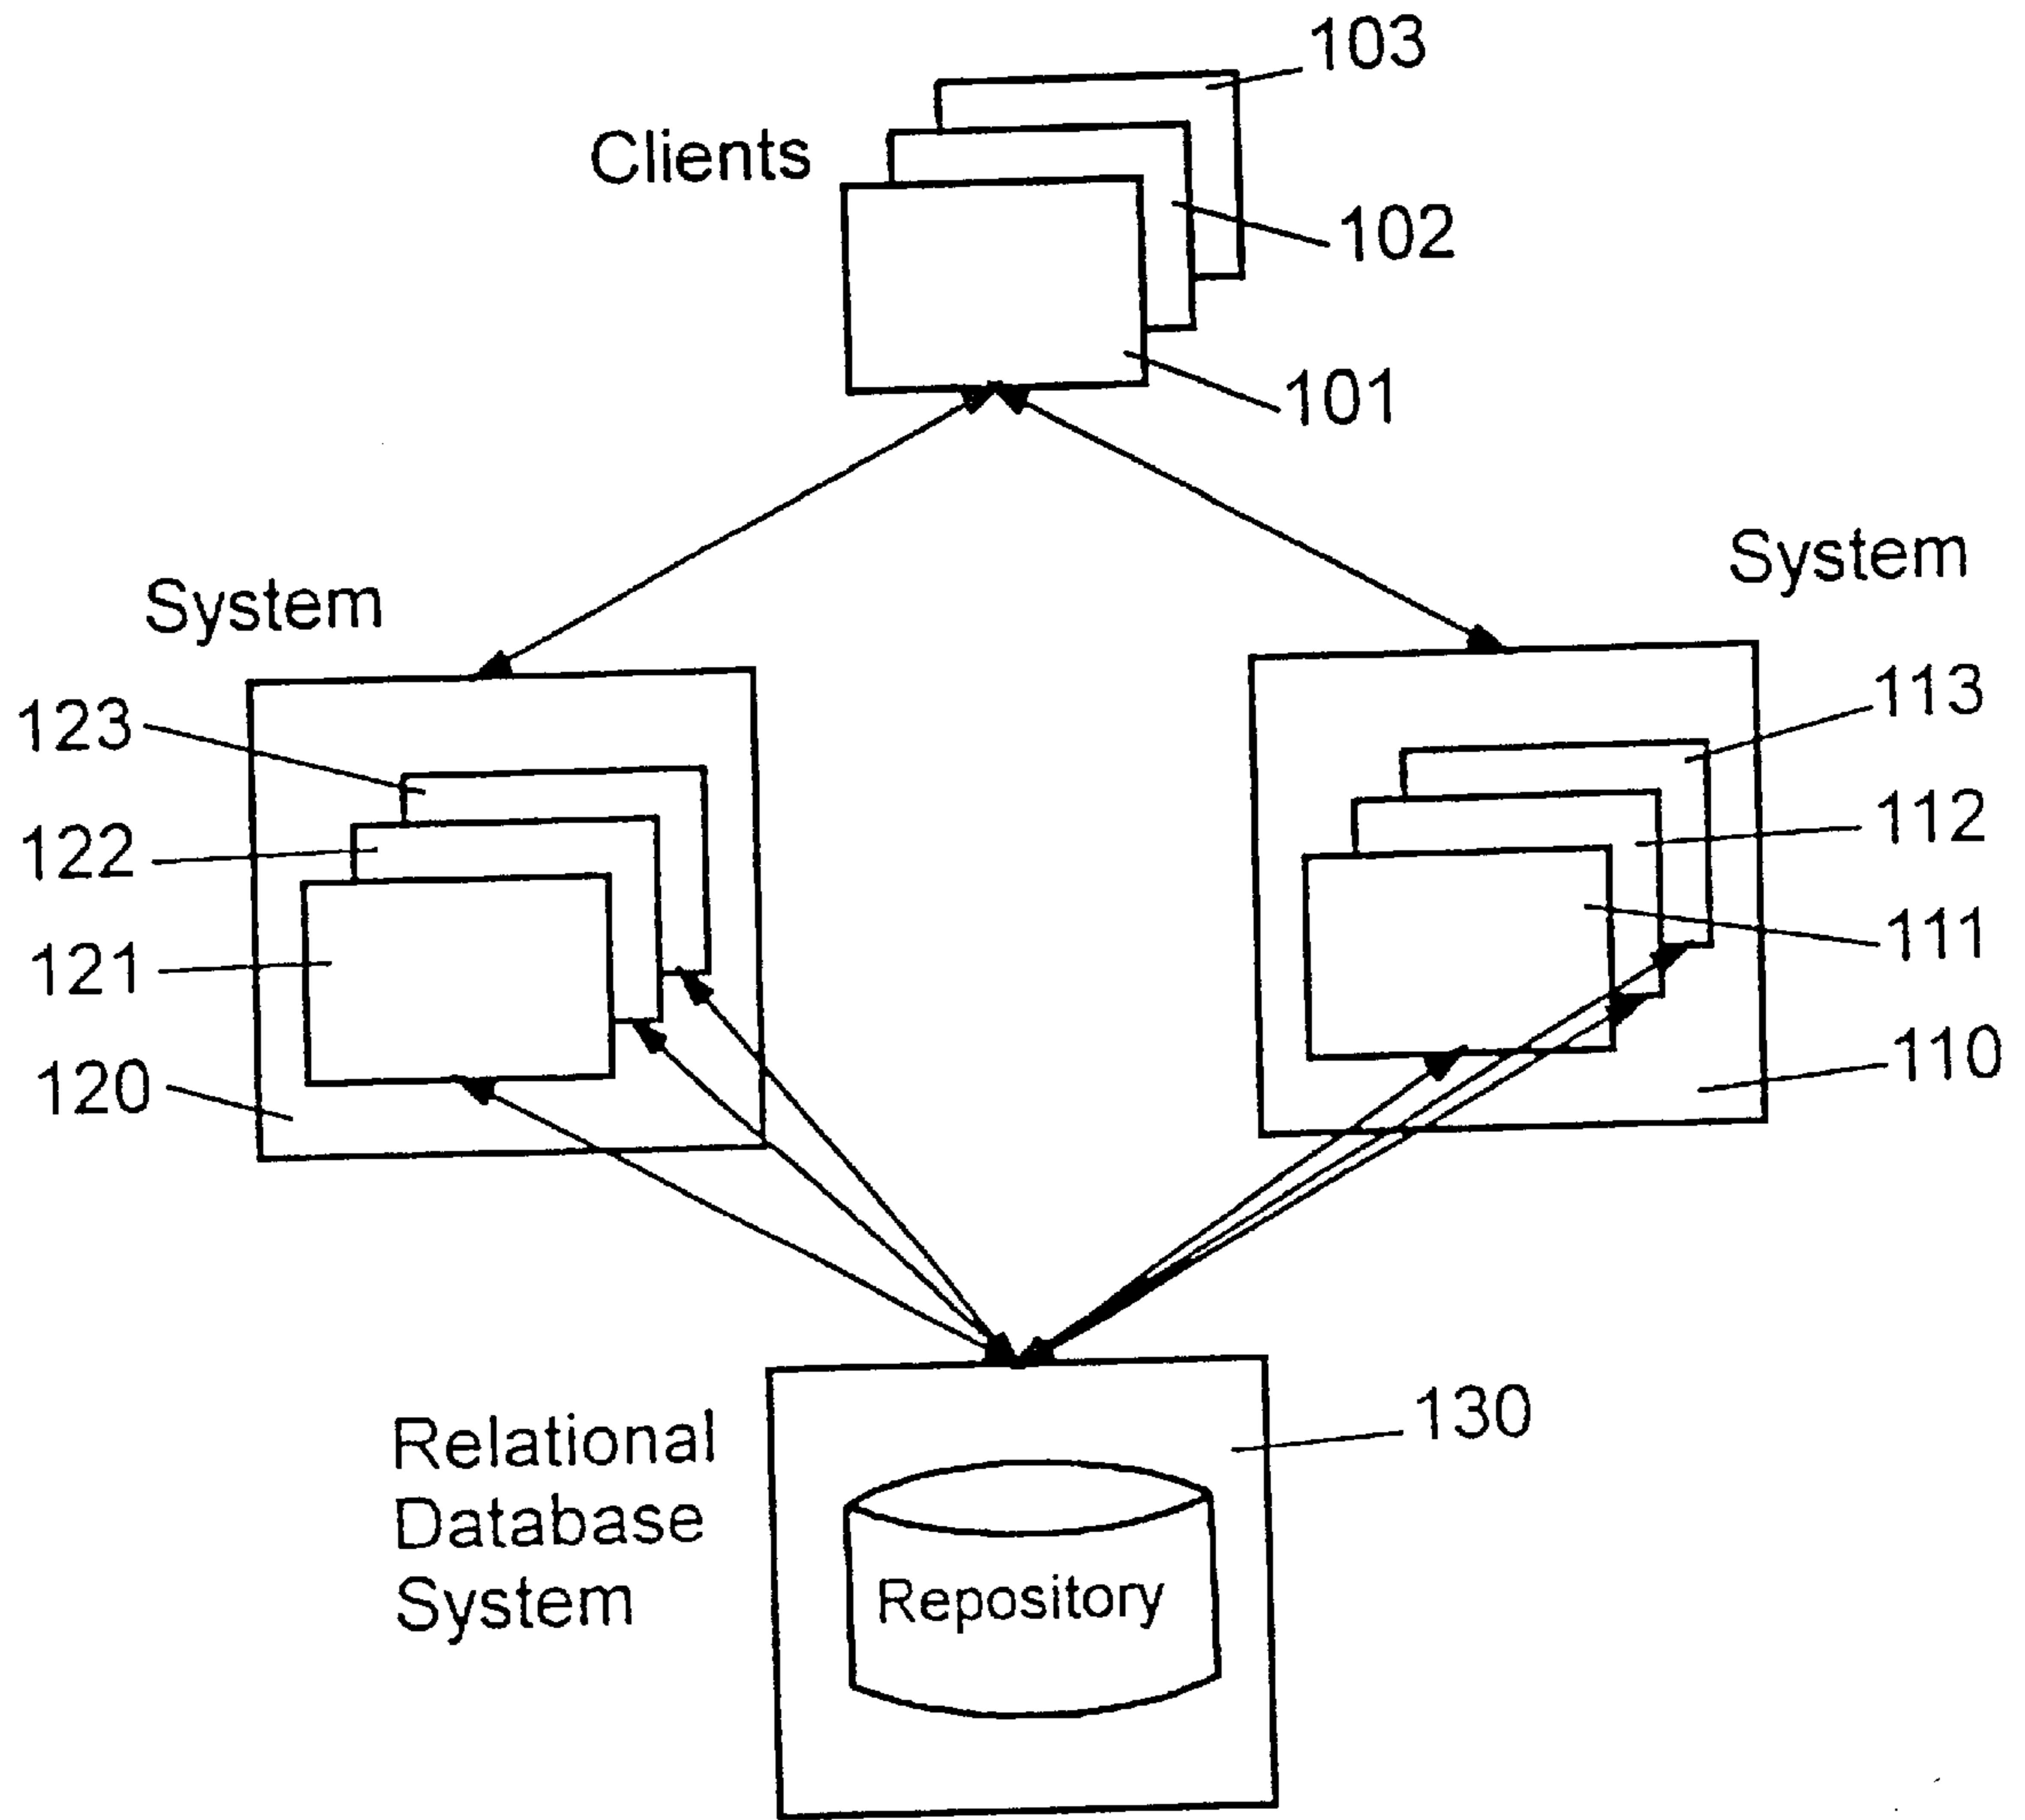 103
Clients
102
101
System
System
123
113
122
112
121
111
120
110
Relational
Database
System
130
Repository